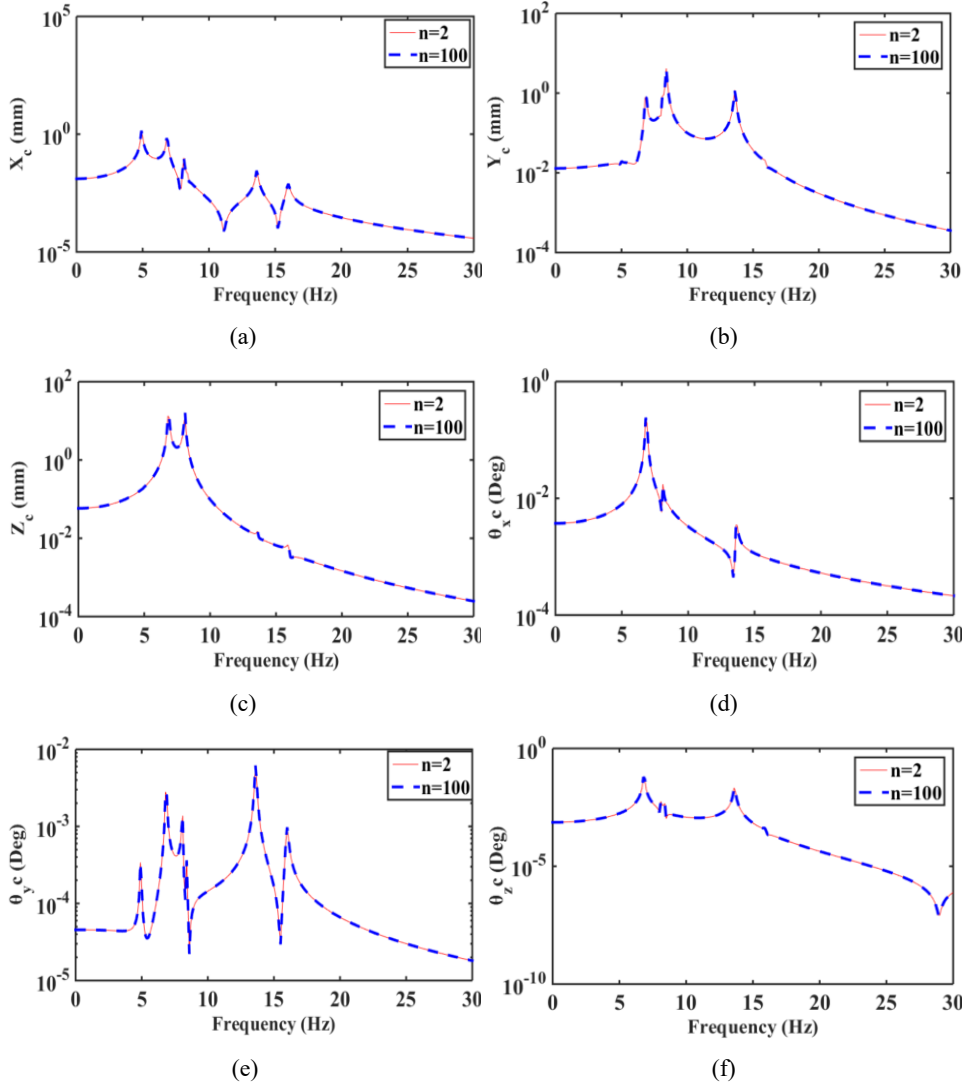 10^5
10^0
10^-5
X_c (mm)
n=2
n=100
0 5 10 15 20 25 30
Frequency (Hz)
(a)
10^2
10^0
10^-2
10^-4
Y_c (mm)
n=2
n=100
0 5 10 15 20 25 30
Frequency (Hz)
(b)
10^2
10^0
10^-2
10^-4
Z_c (mm)
n=2
n=100
0 5 10 15 20 25 30
Frequency (Hz)
(c)
10^0
10^-2
10^-4
θ_x c (Deg)
n=2
n=100
0 5 10 15 20 25 30
Frequency (Hz)
(d)
10^-2
10^-3
10^-4
10^-5
θ_y c (Deg)
n=2
n=100
0 5 10 15 20 25 30
Frequency (Hz)
(e)
10^0
10^-5
10^-10
θ_z c (Deg)
n=2
n=100
0 5 10 15 20 25 30
Frequency (Hz)
(f)